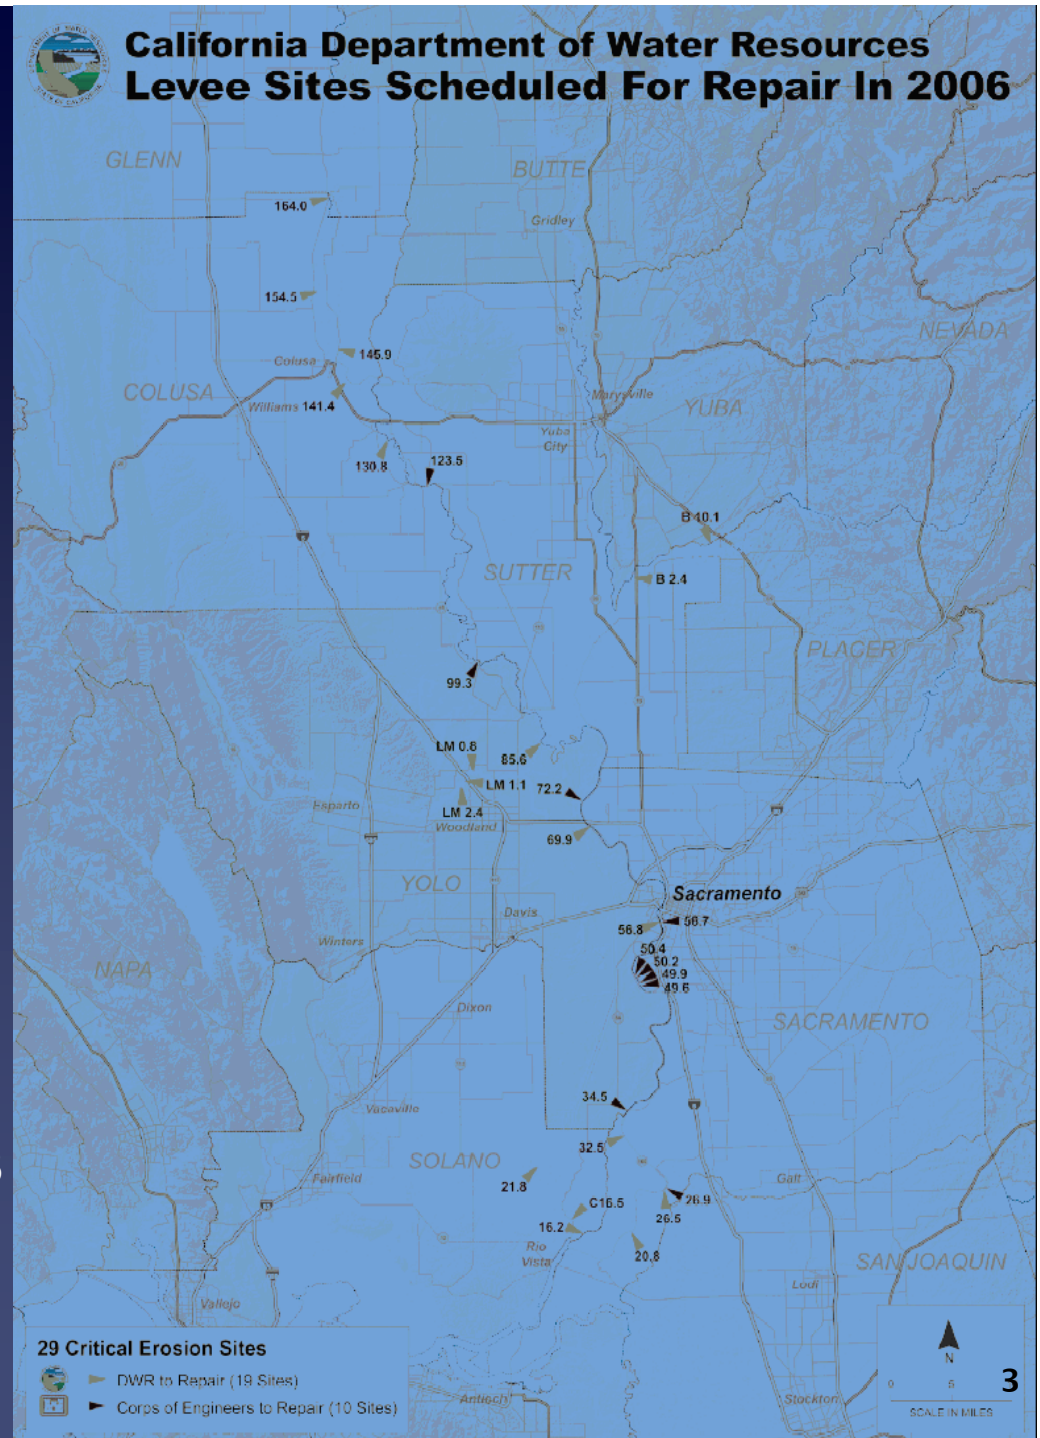 California Department of Water Resources
Levee Sites Scheduled For Repair In 2006
GLENN
BUTTE
164.0
Gridley
154.5
NEVADA
145.9
Colusa
COLUSA
Williams 141.4
Marysville
YUBA
Yuba
City
130.8
123.5
B 10.1
SUTTER
B 2.4
PLACER
99.3
LM 0.8
85.6
LM 1.1
72.2
Esparto
LM 2.4
Woodland
69.9
YOLO
Sacramento
Davis
56.8
56.7
Winters
50.4
50.2
49.9
49.6
NAPA
Dixon
SACRAMENTO
34.5
Vacaville
32.5
SOLANO
Fairfield
21.8
Galt
C16.5
26.9
16.2
26.5
Rio
Vista
20.8
SAN JOAQUIN
Lodi
Vallejo
29 Critical Erosion Sites
DWR to Repair (19 Sites)
Corps of Engineers to Repair (10 Sites)
Antioch
Stockton
N
0 5
3
SCALE IN MILES